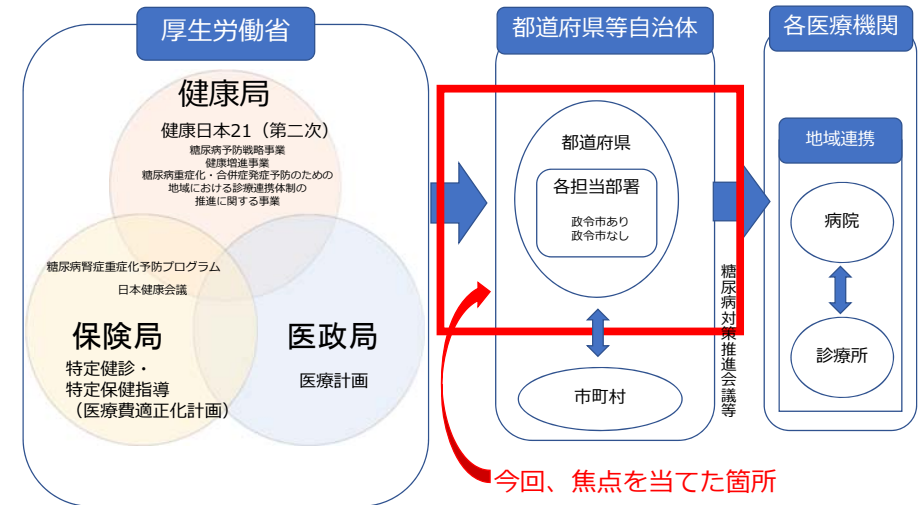 厚生労働省
健康局
健康日本21（第二次）
糖尿病予防戦略事業
健康増進事業
糖尿病重症化・合併症発症予防のための
地域における診療連携体制の
推進に関する事業
糖尿病腎症重症化予防プログラム
日本健康会議
保険局
特定健診・
特定保健指導
（医療費適正化計画）
医政局
医療計画
都道府県等自治体
都道府県
各担当部署
政令市あり
政令市なし
市町村
糖尿病対策推進会議等
各医療機関
地域連携
病院
診療所
今回、焦点を当てた箇所